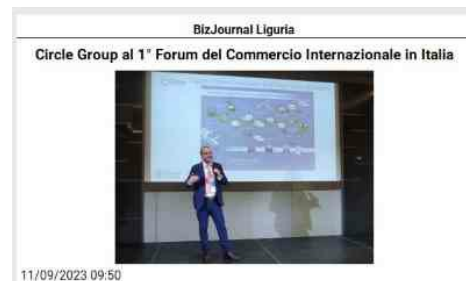 BizJournal Liguria
Circle Group al 1° Forum del Commercio Internazionale in Italia
11/09/2023 09:50